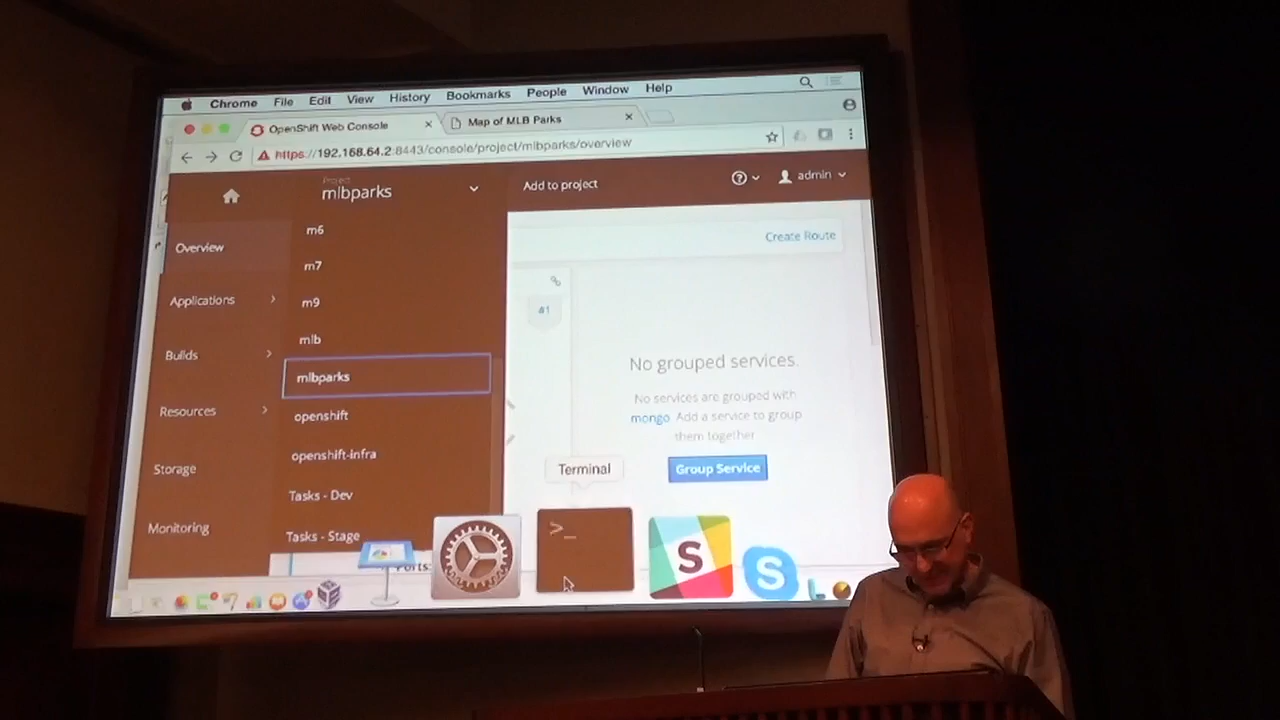 Chrome File Edit View History Bookmarks People Window Help
OpenShift Web Console × Map of MLB Parks ×
https://192.168.64.2:8443/console/project/mlbparks/overview
Project
mlbparks
Add to project
admin
m6
Overview
Create Route
m7
Applications
m9
#1
mlb
Builds
No grouped services.
mlbparks
No services are grouped with
mongo. Add a service to group
them together
Resources
openshift
openshift-infra
Storage
Terminal
Group Service
Tasks - Dev
Monitoring
Tasks - Stage
Ports:
>_
S
S